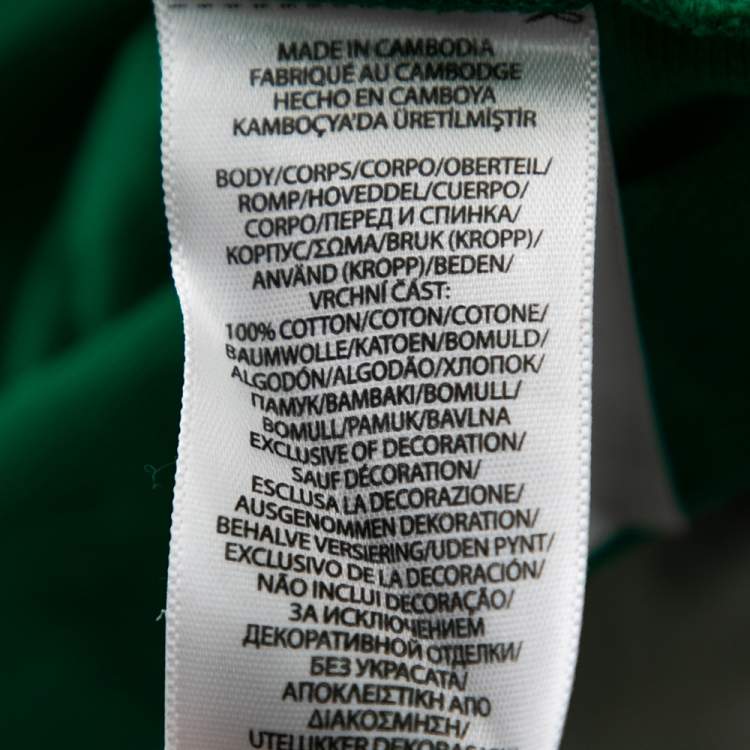 MADE IN CAMBODIA
FABRIQUÉ AU CAMBODGE
HECHO EN CAMBOYA
KAMBOÇYA'DA ÜRETİLMİŞTİR
BODY/CORPS/CORPO/OBERTEIL/
ROMP/HOVEDDEL/CUERPO/
CORPO/ПЕРЕД И СПИНКА/
КОРПУС/ΣΩΜΑ/BRUK (KROPP)/
ANVÄND (KROPP)/BEDEN/
VRCHNÍ ČÁST:
100% COTTON/COTON/COTONE/
BAUMWOLLE/KATOEN/BOMULD/
ALGODÓN/ALGODÃO/ХЛОПОК/
ПАМУК/ΒΑΜΒΑΚΙ/BOMULL/
BOMULL/PAMUK/BAVLNA
EXCLUSIVE OF DECORATION/
SAUF DÉCORATION/
ESCLUSA LA DECORAZIONE/
AUSGENOMMEN DEKORATION/
BEHALVE VERSIERING/UDEN PYNT/
EXCLUSIVO DE LA DECORACIÓN/
NÃO INCLUI DECORAÇÃO/
ЗА ИСКЛЮЧЕНИЕМ
ДЕКОРАТИВНОЙ ОТДЕЛКИ/
БЕЗ УКРАСАТА/
ΑΠΟΚΛΕΙΣΤΙΚΗ ΑΠΟ
ΔΙΑΚΟΣΜΗΣΗ/